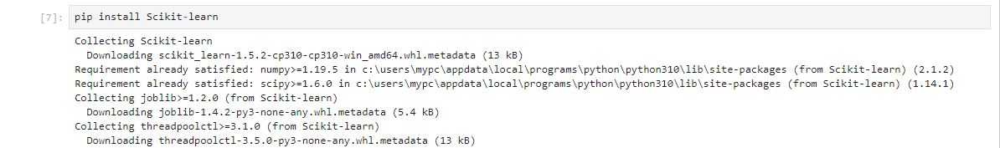 [7]: pip install Scikit-learn
Collecting Scikit-learn
  Downloading scikit_learn-1.5.2-cp310-cp310-win_amd64.whl.metadata (13 kB)
Requirement already satisfied: numpy>=1.19.5 in c:\users\mypc\appdata\local\programs\python\python310\lib\site-packages (from Scikit-learn) (2.1.2)
Requirement already satisfied: scipy>=1.6.0 in c:\users\mypc\appdata\local\programs\python\python310\lib\site-packages (from Scikit-learn) (1.14.1)
Collecting joblib>=1.2.0 (from Scikit-learn)
  Downloading joblib-1.4.2-py3-none-any.whl.metadata (5.4 kB)
Collecting threadpoolctl>=3.1.0 (from Scikit-learn)
  Downloading threadpoolctl-3.5.0-py3-none-any.whl.metadata (13 kB)